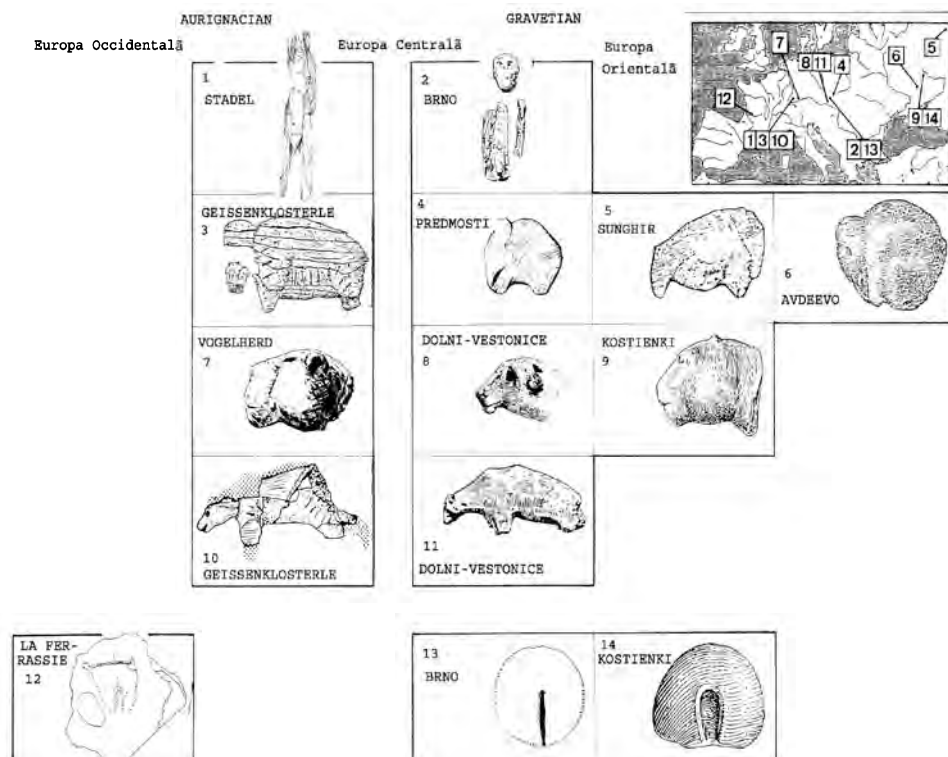 AURIGNACIAN
GRAVETIAN
Europa Occidentală
Europa Centrală
Europa
Orientală
1
STADEL
2
BRNO
7
8 11 4
6
5
12
1 3 10
2 13
9 14
GEISSENKLOSTERLE
3
4
PREDMOSTI
5
SUNGHIR
6
AVDEEVO
VOGELHERD
7
DOLNI-VESTONICE
8
KOSTIENKI
9
10
GEISSENKLOSTERLE
11
DOLNI-VESTONICE
LA FER-
RASSIE
12
13
BRNO
14
KOSTIENKI